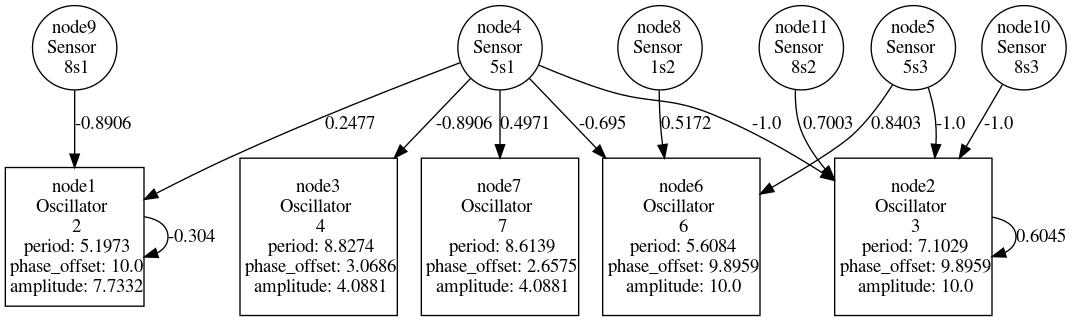 node9
Sensor
8s1
node4
Sensor
5s1
node8
Sensor
1s2
node11
Sensor
8s2
node5
Sensor
5s3
node10
Sensor
8s3
-0.8906
0.2477
-0.8906
0.4971
-0.695
0.5172
-1.0
0.7003
0.8403
-1.0
-1.0
node1
Oscillator
2
period: 5.1973
phase_offset: 10.0
amplitude: 7.7332
-0.304
node3
Oscillator
4
period: 8.8274
phase_offset: 3.0686
amplitude: 4.0881
node7
Oscillator
7
period: 8.6139
phase_offset: 2.6575
amplitude: 4.0881
node6
Oscillator
6
period: 5.6084
phase_offset: 9.8959
amplitude: 10.0
node2
Oscillator
3
period: 7.1029
phase_offset: 9.8959
amplitude: 10.0
0.6045